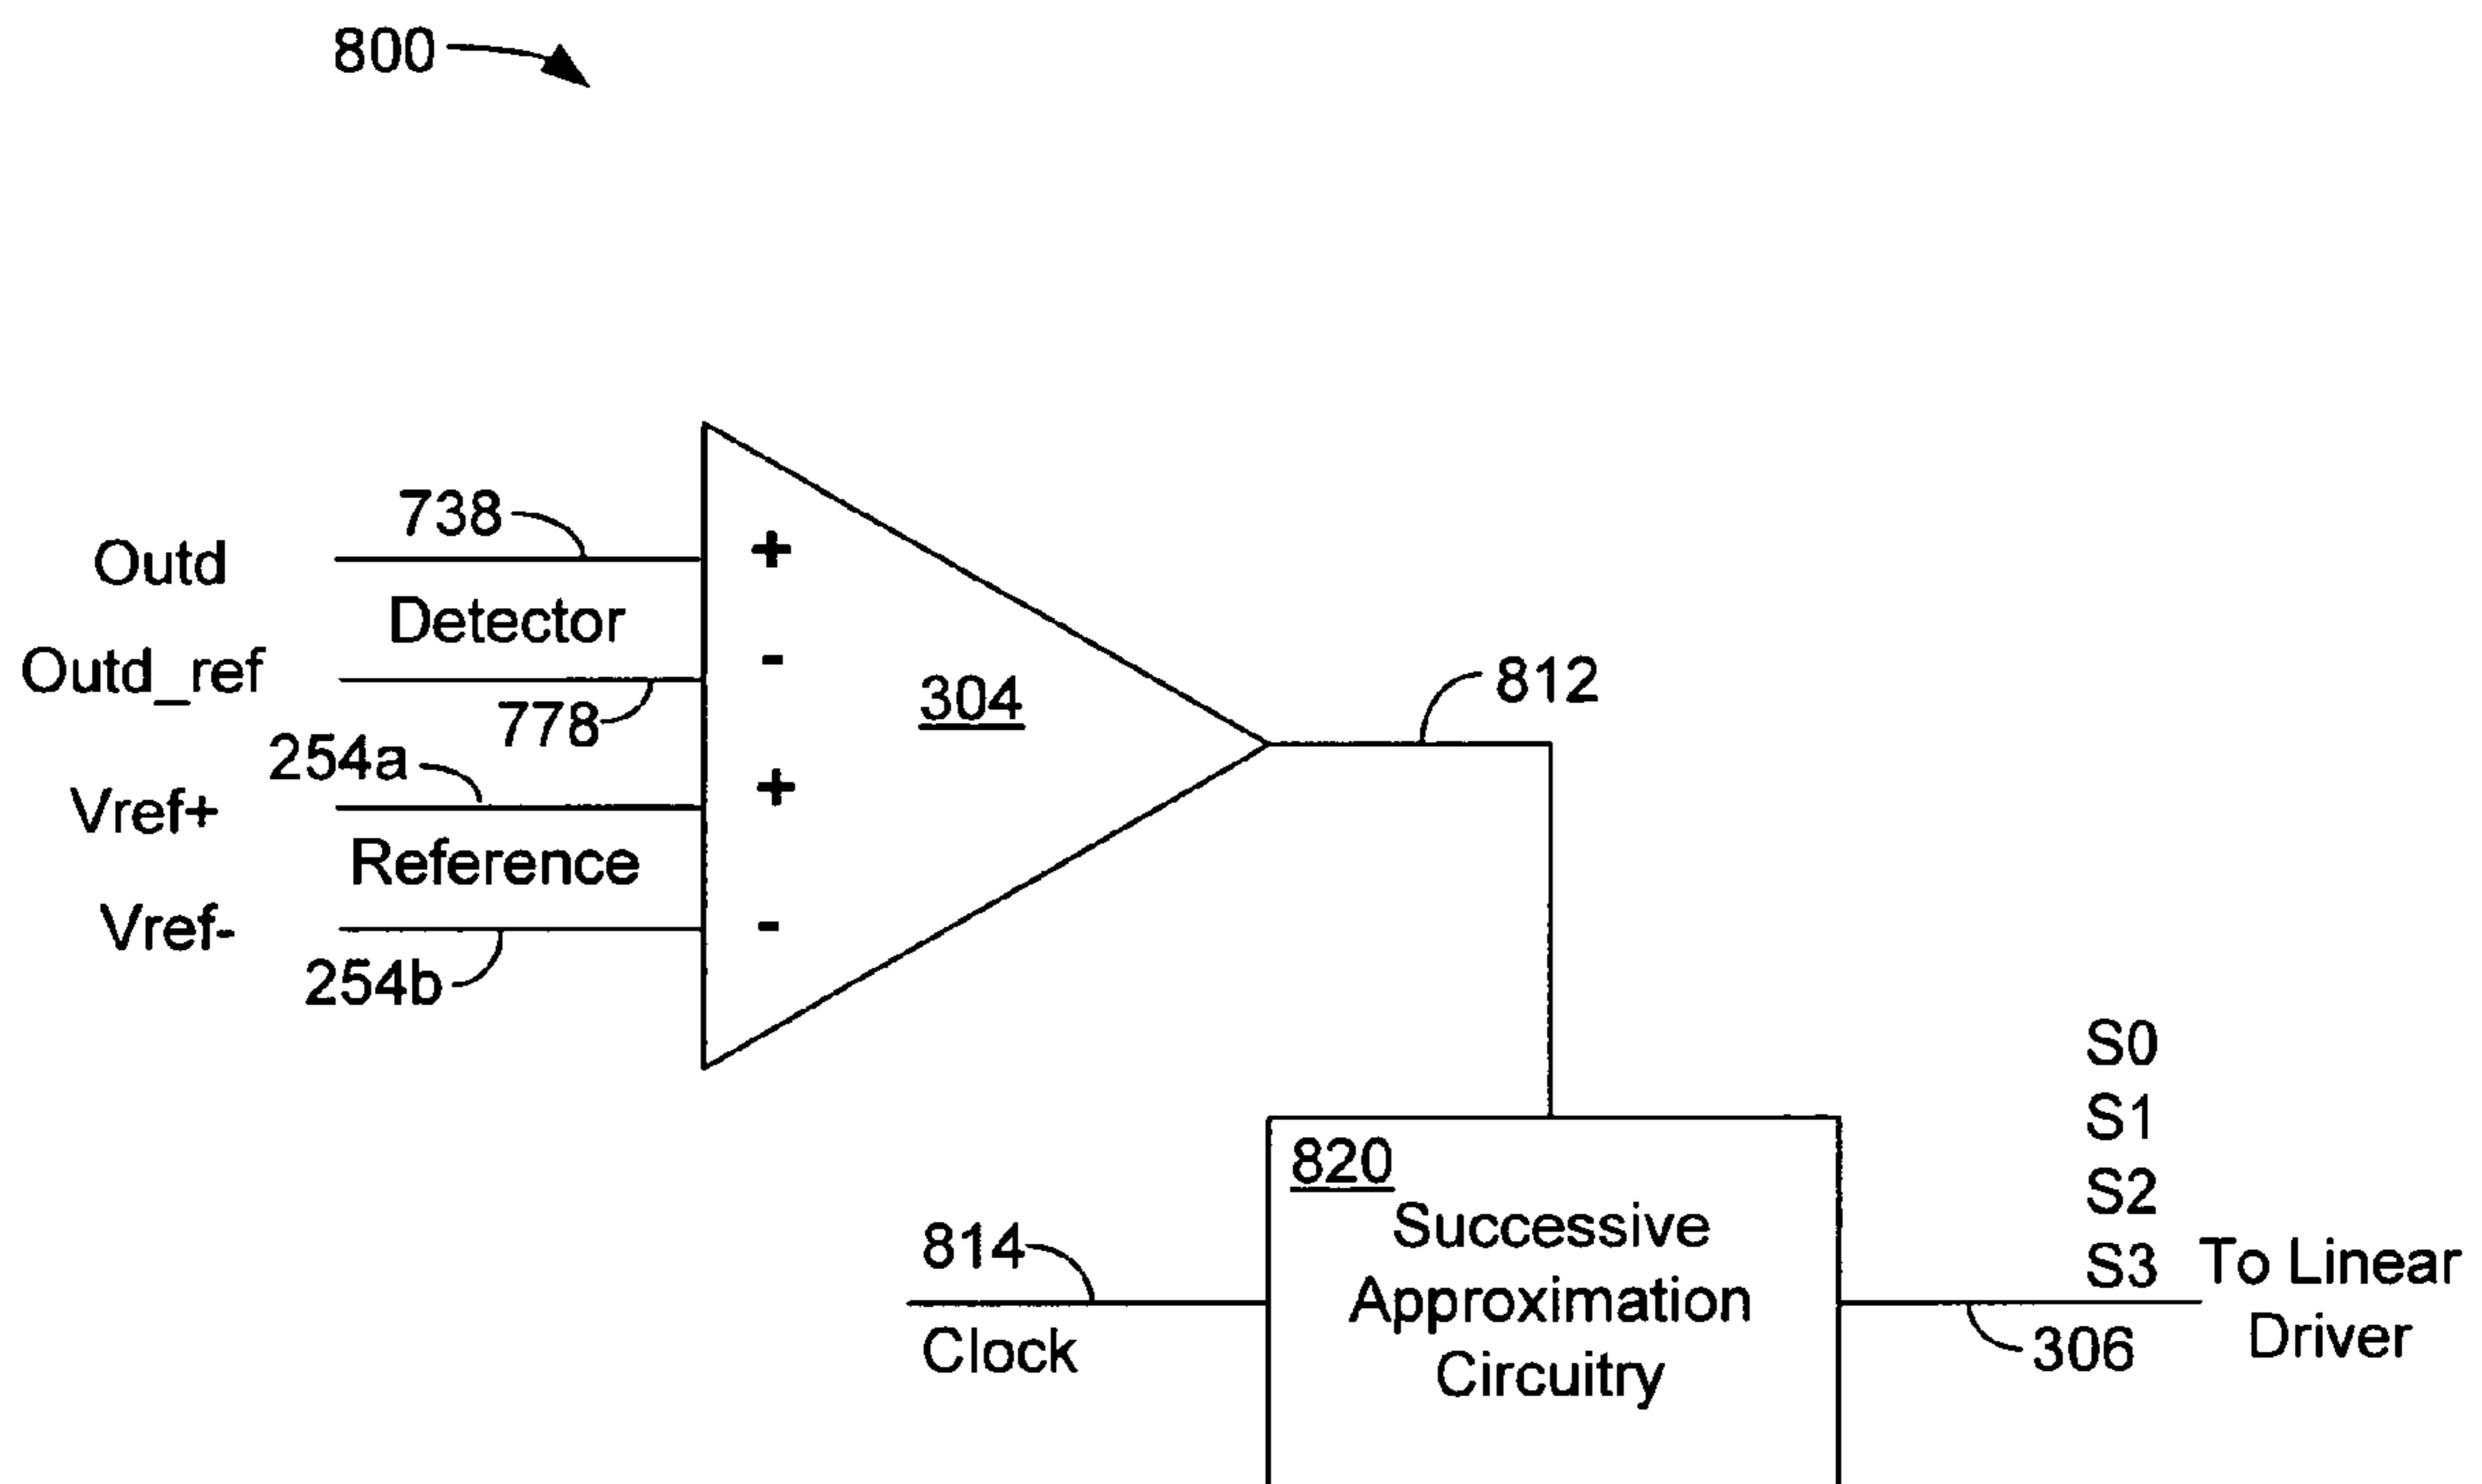 800
738
Outd
+
Detector
-
Outd_ref
304
812
778
254a
+
Vref+
Reference
Vref-
-
254b
S0
S1
820
S2
Successive
814
S3
To Linear
Approximation
Clock
306
Driver
Circuitry